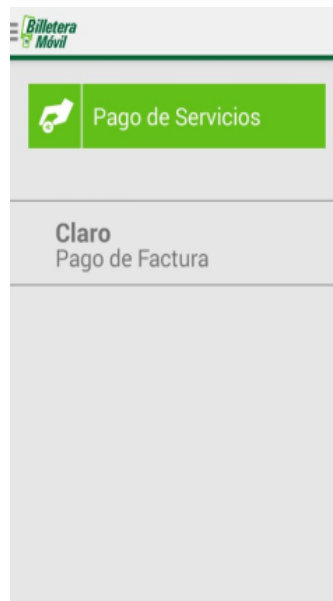 Billetera
Móvil
Pago de Servicios
Claro
Pago de Factura